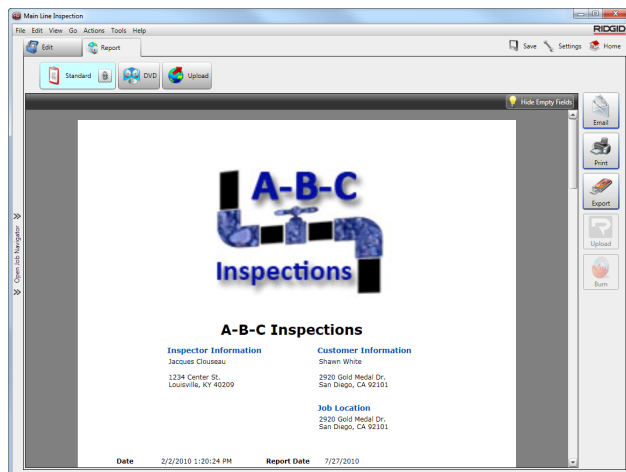 Main Line Inspection
File Edit View Go Actions Tools Help
RIDGID
Edit
Report
Save
Settings
Home
Standard
DVD
Upload
Hide Empty Fields
Email
Print
Export
Upload
Burn
Open Job Navigator
A-B-C
Inspections
A-B-C Inspections
Inspector Information
Jacques Clouseau
1234 Center St.
Louisville, KY 40209
Customer Information
Shawn White
2920 Gold Medal Dr.
San Diego, CA 92101
Job Location
2920 Gold Medal Dr.
San Diego, CA 92101
Date 2/2/2010 1:20:24 PM Report Date 7/27/2010